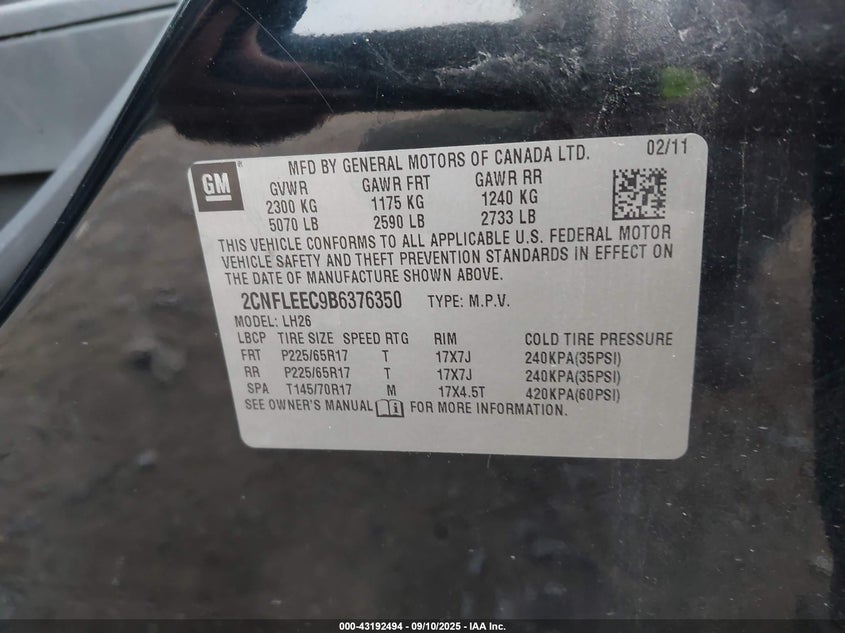 GM ®
MFD BY GENERAL MOTORS OF CANADA LTD. 02/11
GVWR GAWR FRT GAWR RR
2300 KG 1175 KG 1240 KG
5070 LB 2590 LB 2733 LB
THIS VEHICLE CONFORMS TO ALL APPLICABLE U.S. FEDERAL MOTOR
VEHICLE SAFETY AND THEFT PREVENTION STANDARDS IN EFFECT ON
THE DATE OF MANUFACTURE SHOWN ABOVE.
2CNFLEEC9B6376350 TYPE: M.P.V.
MODEL: LH26
LBCP TIRE SIZE SPEED RTG RIM COLD TIRE PRESSURE
FRT P225/65R17 T 17X7J 240KPA(35PSI)
RR P225/65R17 T 17X7J 240KPA(35PSI)
SPA T145/70R17 M 17X4.5T 420KPA(60PSI)
SEE OWNER'S MANUAL i FOR MORE INFORMATION.
000-43192494 - 09/10/2025 - IAA Inc.